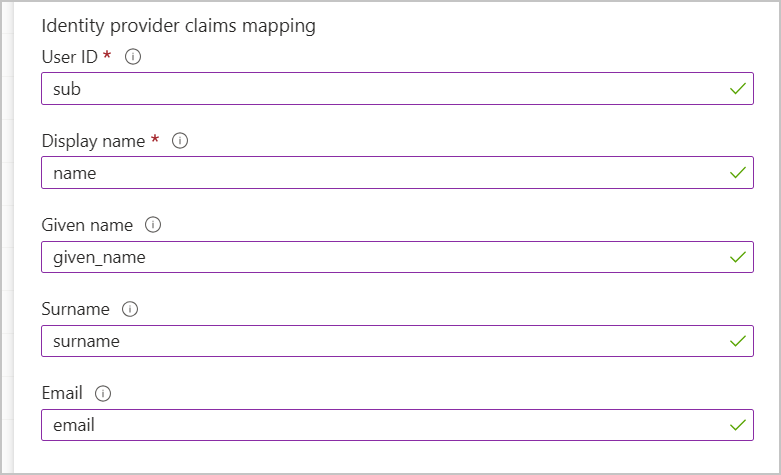 Identity provider claims mapping
User ID *
sub
Display name *
name
Given name
given_name
Surname
surname
Email
email